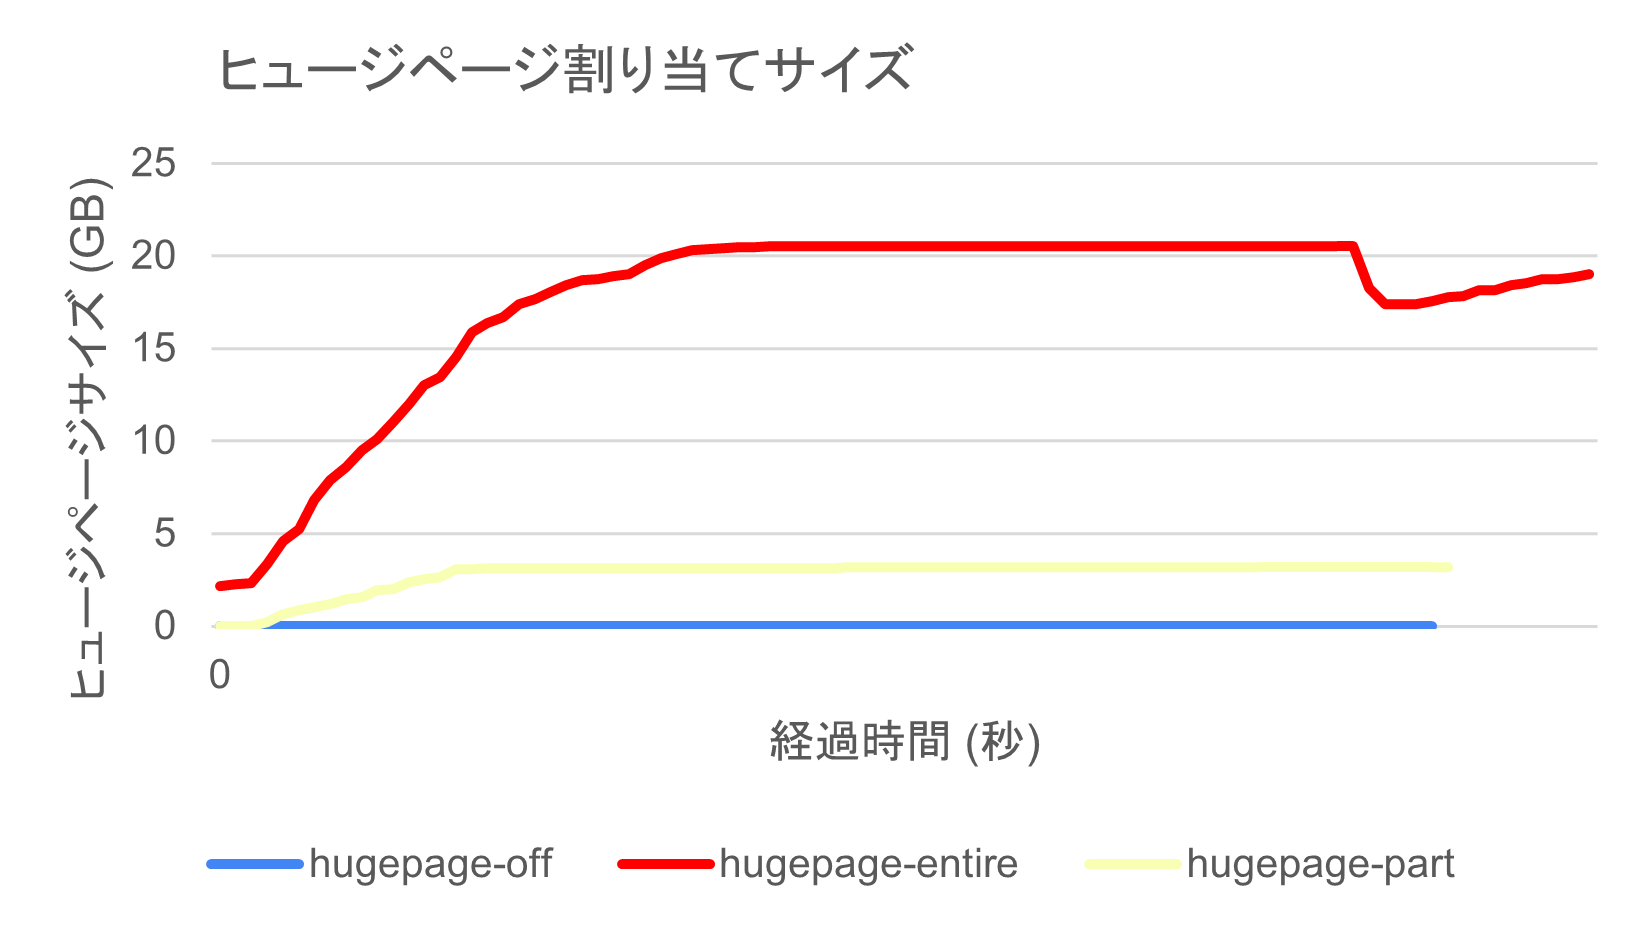 ヒュージページ割り当てサイズ
ヒュージページサイズ (GB)
25
20
15
10
5
0
0
経過時間 (秒)
hugepage-off
hugepage-entire
hugepage-part